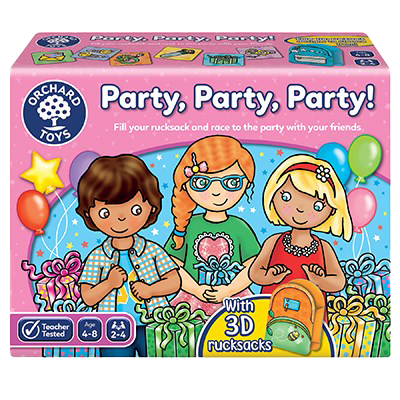 Party, Party, Party!
ORCHARD
TOYS
Party, Party, Party!
Fill your rucksack and race to the party with your friends.
With
3D
rucksacks
Teacher
Tested
Age
4-8
2-4